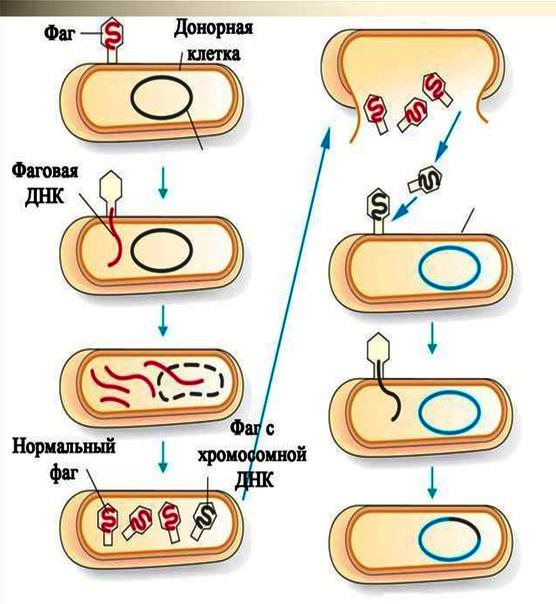 Фаг
Донорная
клетка
Фаговая
ДНК
Нормальный
фаг
Фаг с
хромосомной
ДНК